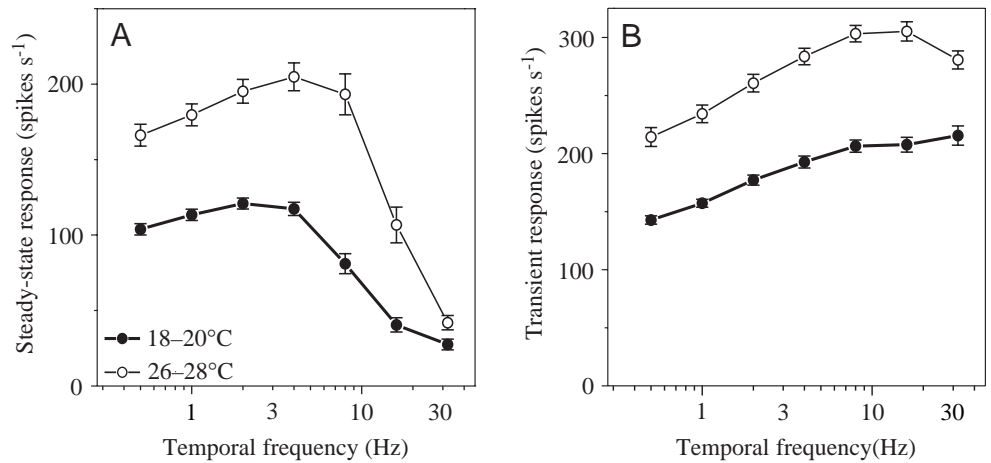 A
Steady-state response (spikes s⁻¹)
200
100
0
18–20°C
26–28°C
1 3 10 30
Temporal frequency (Hz)
B
Transient response (spikes s⁻¹)
300
200
100
0
1 3 10 30
Temporal frequency(Hz)